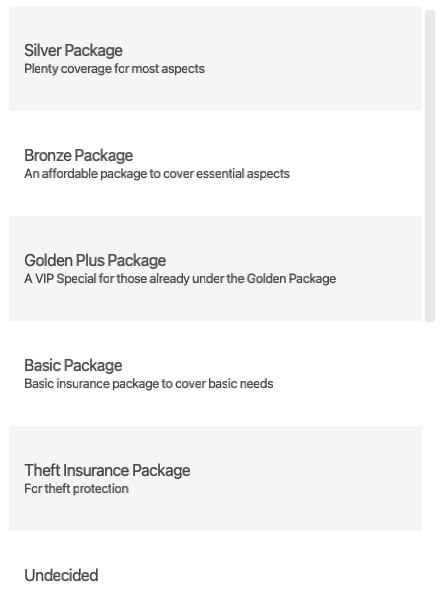 Silver Package
Plenty coverage for most aspects
Bronze Package
An affordable package to cover essential aspects
Golden Plus Package
A VIP Special for those already under the Golden Package
Basic Package
Basic insurance package to cover basic needs
Theft Insurance Package
For theft protection
Undecided